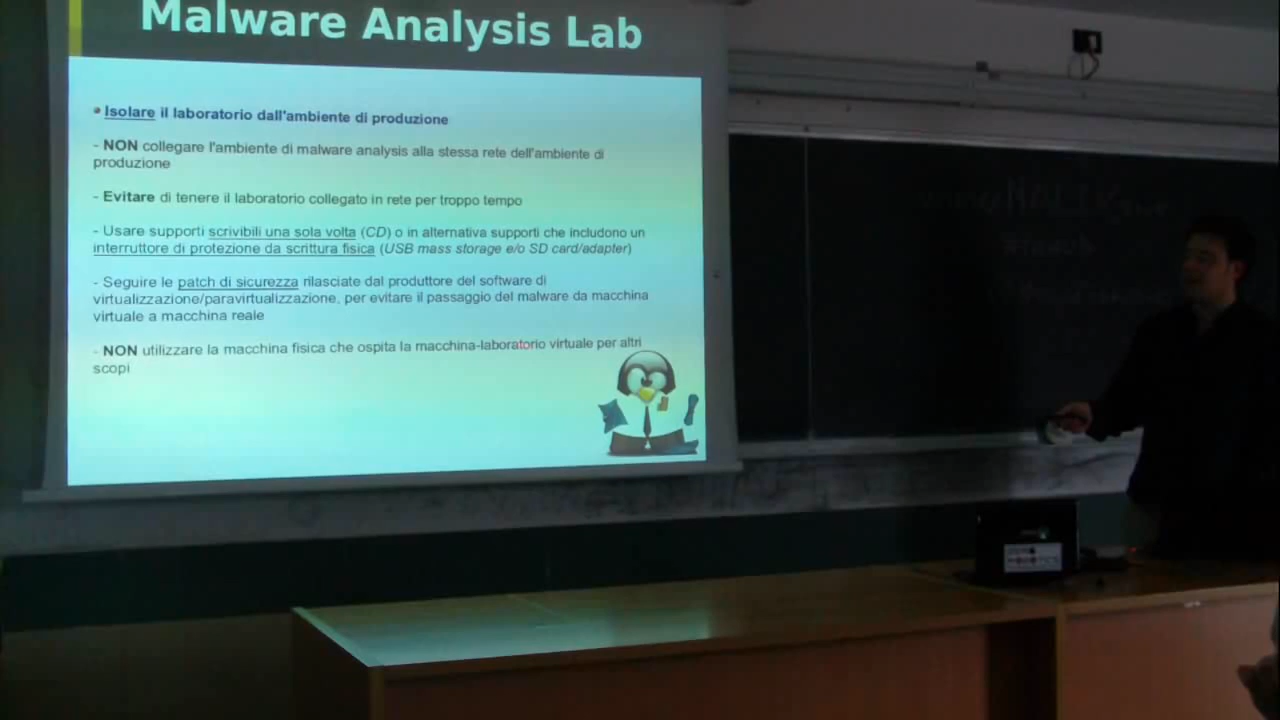 Malware Analysis Lab
Isolare il laboratorio dall'ambiente di produzione
- NON collegare l'ambiente di malware analysis alla stessa rete dell'ambiente di
produzione
- Evitare di tenere il laboratorio collegato in rete per troppo tempo
- Usare supporti scrivibili una sola volta (CD) o in alternativa supporti che includono un
interruttore di protezione da scrittura fisica (USB mass storage e/o SD card/adapter)
- Seguire le patch di sicurezza rilasciate dal produttore del software di
virtualizzazione/paravirtualizzazione, per evitare il passaggio del malware da macchina
virtuale a macchina reale
- NON utilizzare la macchina fisica che ospita la macchina-laboratorio virtuale per altri
scopi